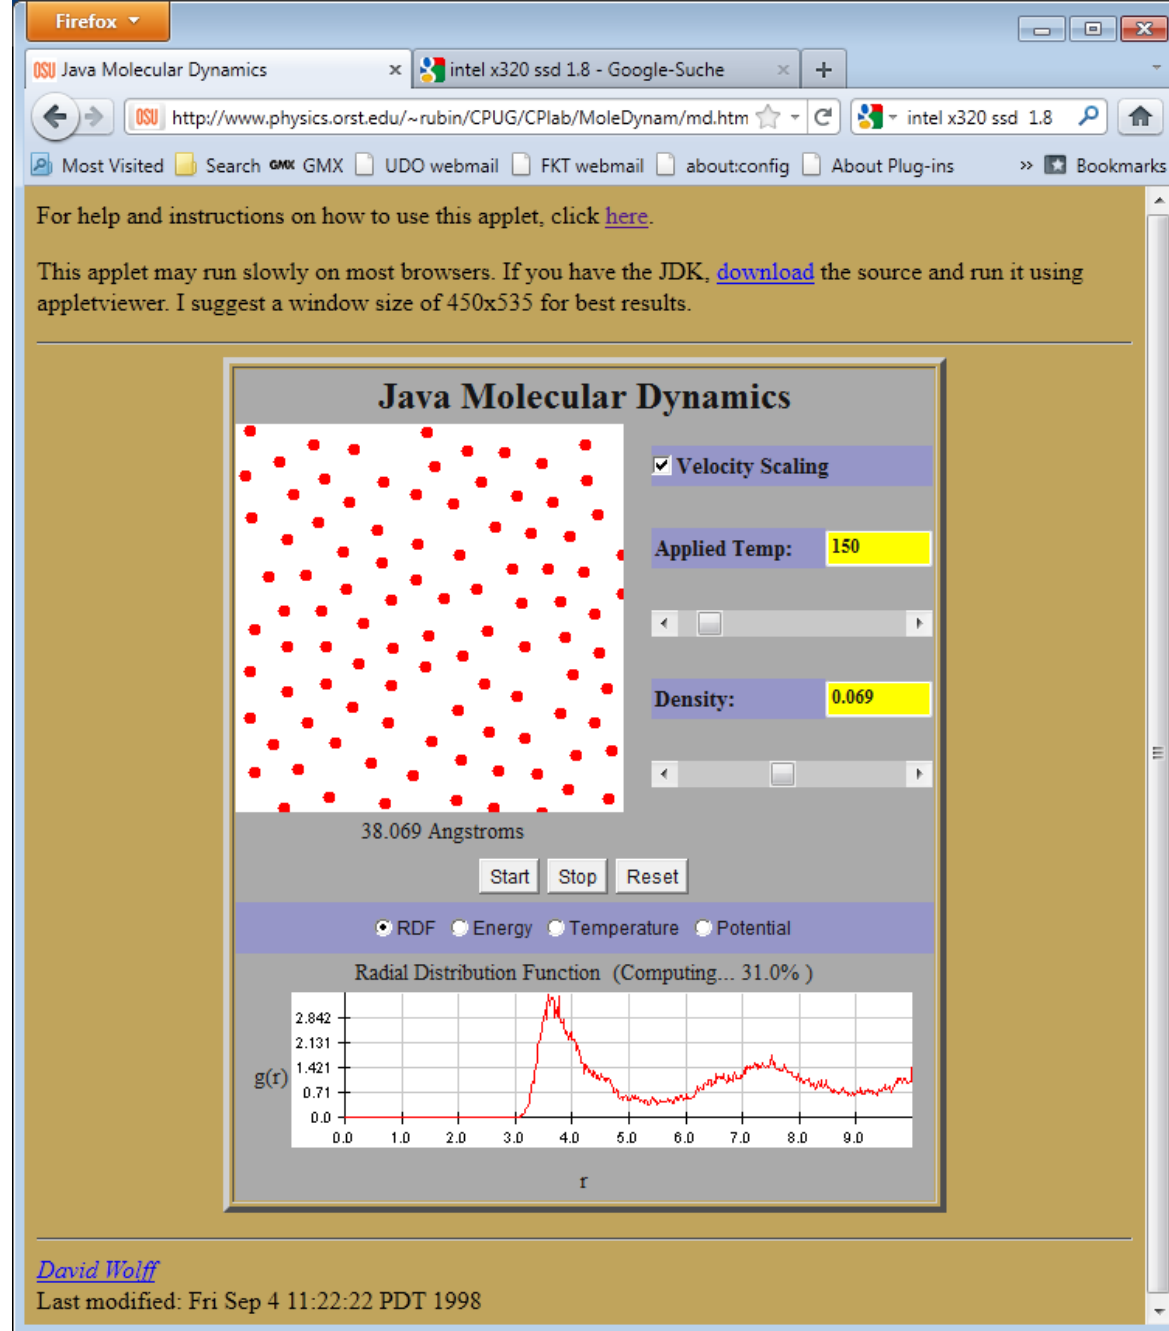 Firefox
OSU Java Molecular Dynamics
intel x320 ssd 1.8 - Google-Suche
OSU http://www.physics.orst.edu/~rubin/CPUG/CPlab/MoleDynam/md.htm
intel x320 ssd 1.8
Most Visited Search GMX GMX UDO webmail FKT webmail about:config About Plug-ins » Bookmarks
For help and instructions on how to use this applet, click here.
This applet may run slowly on most browsers. If you have the JDK, download the source and run it using
appletviewer. I suggest a window size of 450x535 for best results.
Java Molecular Dynamics
Velocity Scaling
Applied Temp: 150
Density: 0.069
38.069 Angstroms
Start Stop Reset
RDF Energy Temperature Potential
Radial Distribution Function (Computing... 31.0% )
2.842
2.131
1.421
g(r)
0.71
0.0
0.0 1.0 2.0 3.0 4.0 5.0 6.0 7.0 8.0 9.0
r
David Wolff
Last modified: Fri Sep 4 11:22:22 PDT 1998